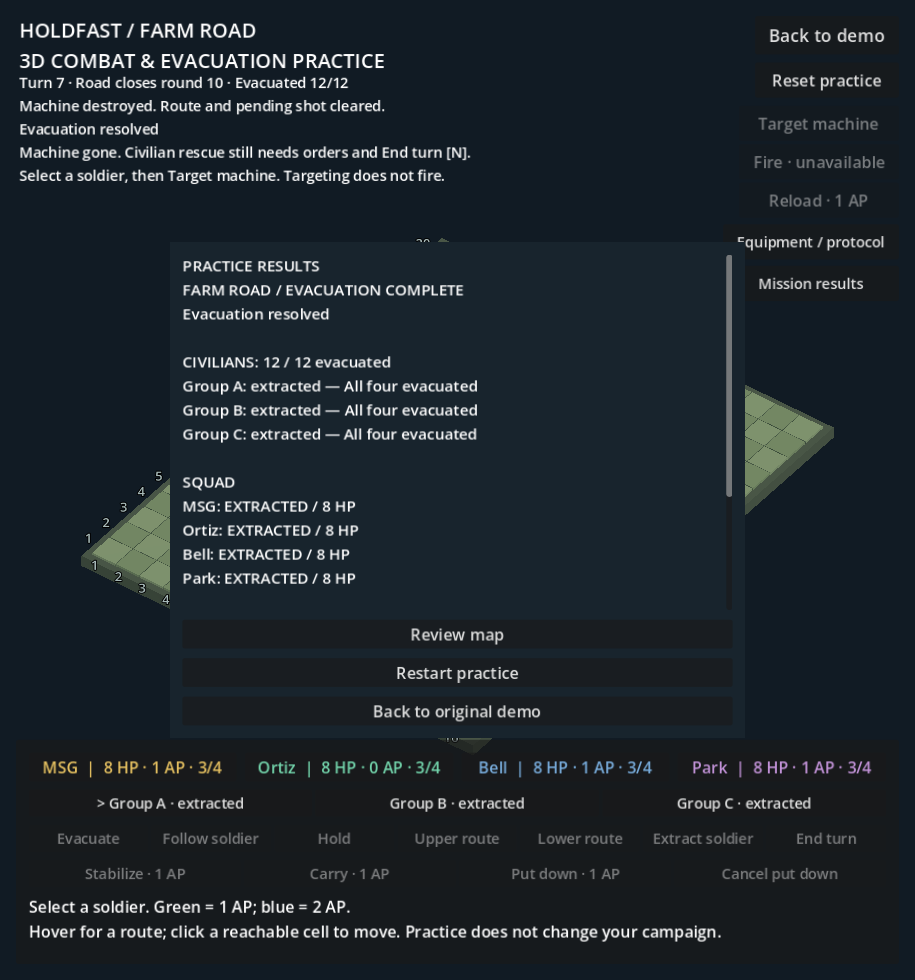 HOLDFAST / FARM ROAD
3D COMBAT & EVACUATION PRACTICE
Turn 7 · Road closes round 10 · Evacuated 12/12
Machine destroyed. Route and pending shot cleared.
Evacuation resolved
Machine gone. Civilian rescue still needs orders and End turn [N].
Select a soldier, then Target machine. Targeting does not fire.
Back to demo
Reset practice
Target machine
Fire · unavailable
Reload · 1 AP
Equipment / protocol
Mission results
PRACTICE RESULTS
FARM ROAD / EVACUATION COMPLETE
Evacuation resolved
CIVILIANS: 12 / 12 evacuated
Group A: extracted — All four evacuated
Group B: extracted — All four evacuated
Group C: extracted — All four evacuated
SQUAD
MSG: EXTRACTED / 8 HP
Ortiz: EXTRACTED / 8 HP
Bell: EXTRACTED / 8 HP
Park: EXTRACTED / 8 HP
Review map
Restart practice
Back to original demo
5
4
3
2
1
1
2
3
4
MSG | 8 HP · 1 AP · 3/4 Ortiz | 8 HP · 0 AP · 3/4 Bell | 8 HP · 1 AP · 3/4 Park | 8 HP · 1 AP · 3/4
> Group A · extracted Group B · extracted Group C · extracted
Evacuate Follow soldier Hold Upper route Lower route Extract soldier End turn
Stabilize · 1 AP Carry · 1 AP Put down · 1 AP Cancel put down
Select a soldier. Green = 1 AP; blue = 2 AP.
Hover for a route; click a reachable cell to move. Practice does not change your campaign.